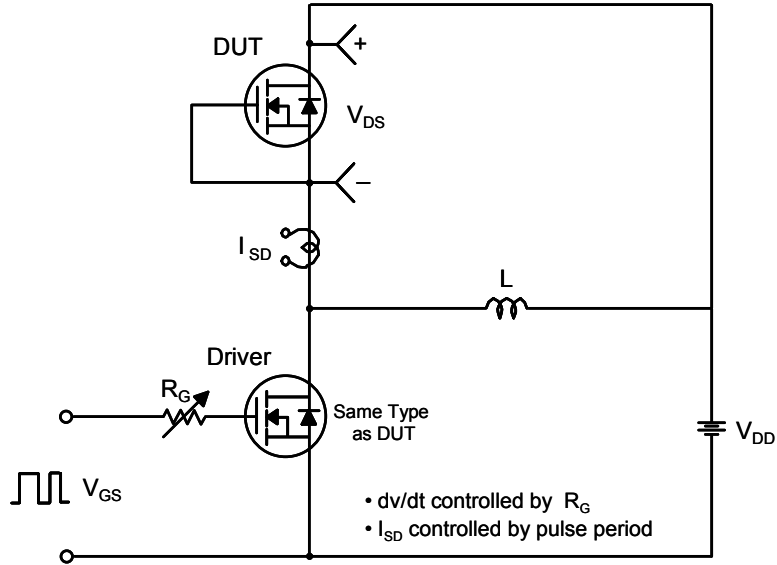 DUT
+
VDS
–
ISD
L
Driver
RG
Same Type
as DUT
VDD
VGS
• dv/dt controlled by RG
• ISD controlled by pulse period